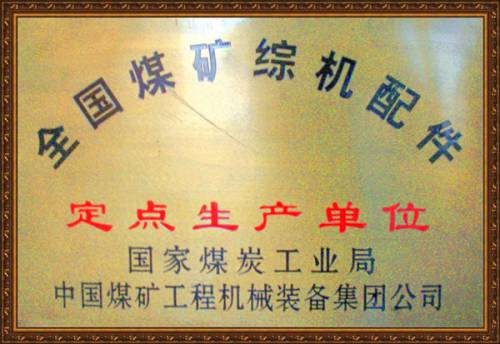 全国煤矿综机配件
定点生产单位
国家煤炭工业局
中国煤矿工程机械装备集团公司